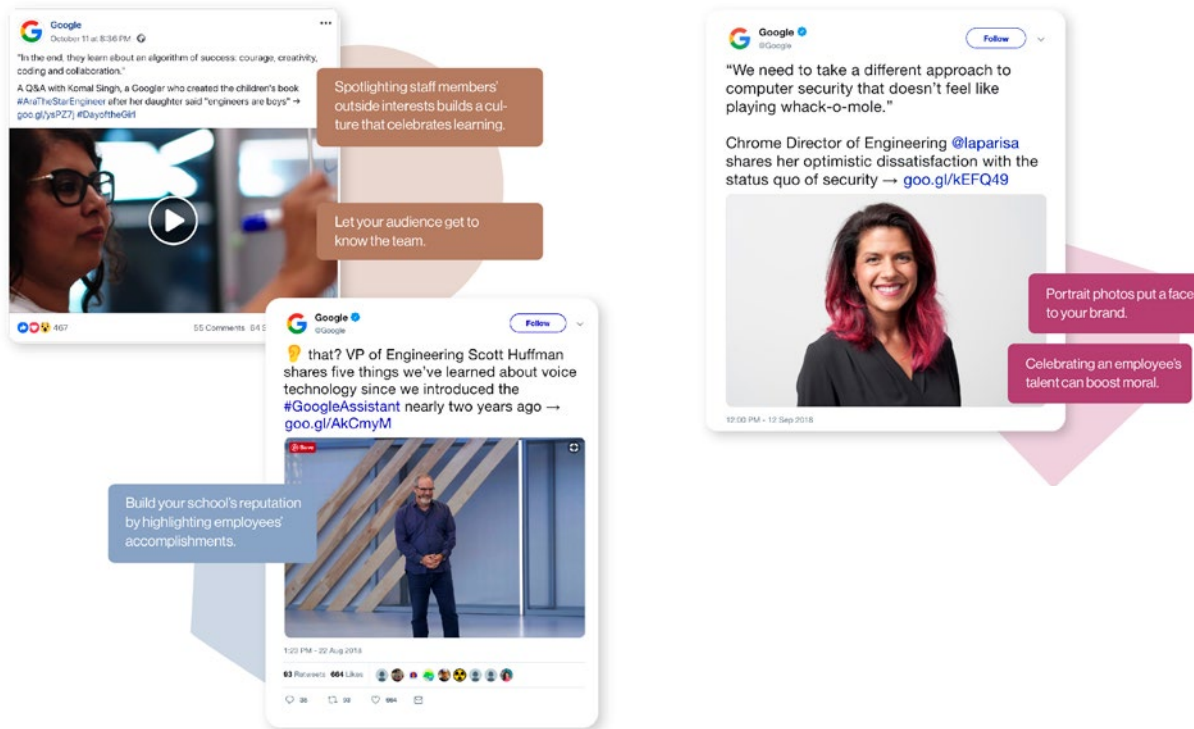 Google
October 11 at 8:36 PM
"In the end, they learn about an algorithm of success: courage, creativity,
coding and collaboration."
A Q&A with Komal Singh, a Googler who created the children's book
#AraTheStarEngineer after her daughter said "engineers are boys" →
goo.gl/ysPZ7j #DayoftheGirl
Spotlighting staff members'
outside interests builds a cul-
ture that celebrates learning.
Let your audience get to
know the team.
467
55 Comments 84 S
Google
@Google
Follow
👂 that? VP of Engineering Scott Huffman
shares five things we've learned about voice
technology since we introduced the
#GoogleAssistant nearly two years ago →
goo.gl/AkCmyM
Save
Build your school's reputation
by highlighting employees'
accomplishments.
1:23 PM - 22 Aug 2018
93 Retweets 664 Likes
36 93 664
Google
@Google
Follow
“We need to take a different approach to
computer security that doesn't feel like
playing whack-o-mole.”
Chrome Director of Engineering @laparisa
shares her optimistic dissatisfaction with the
status quo of security → goo.gl/kEFQ49
Portrait photos put a face
to your brand.
Celebrating an employee's
talent can boost moral.
12:00 PM - 12 Sep 2018